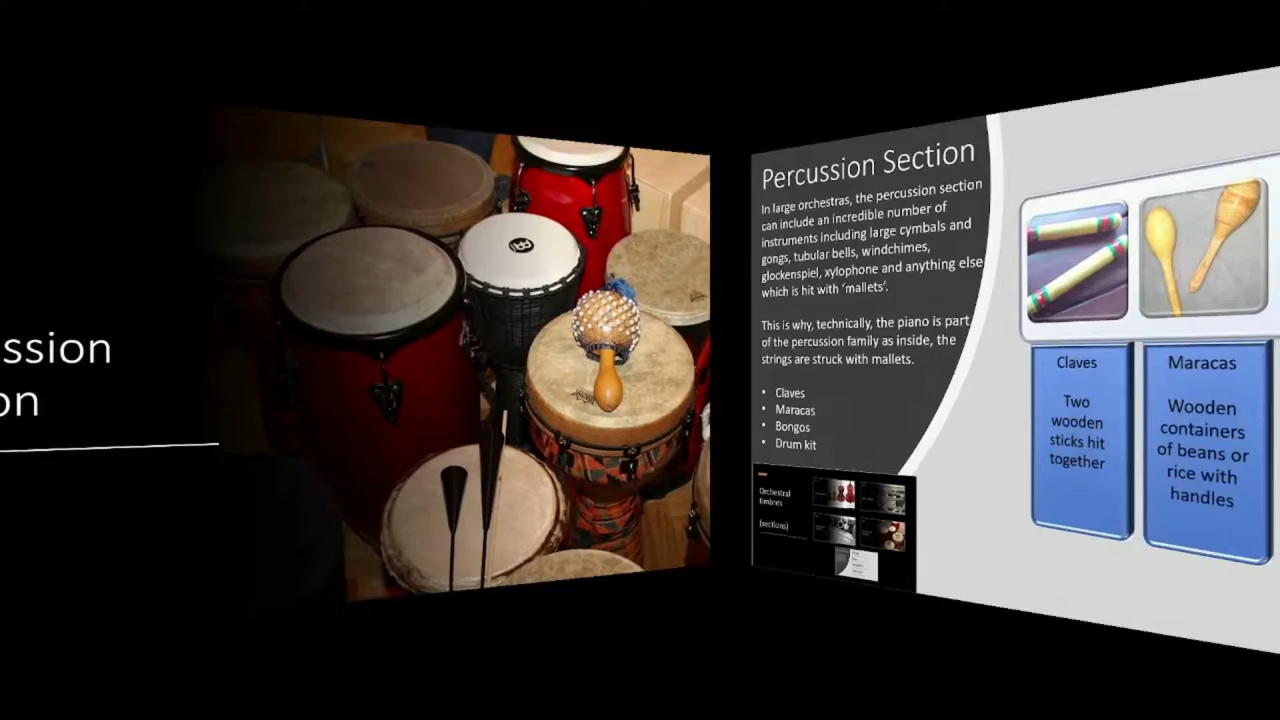 ssion
on
Percussion Section
In large orchestras, the percussion section
can include an incredible number of
instruments including large cymbals and
gongs, tubular bells, windchimes,
glockenspiel, xylophone and anything else
which is hit with ‘mallets’.
This is why, technically, the piano is part
of the percussion family as inside, the
strings are struck with mallets.
• Claves
• Maracas
• Bongos
• Drum kit
Orchestral
timbres
(sections)
Claves
Two
wooden
sticks hit
together
Maracas
Wooden
containers
of beans or
rice with
handles